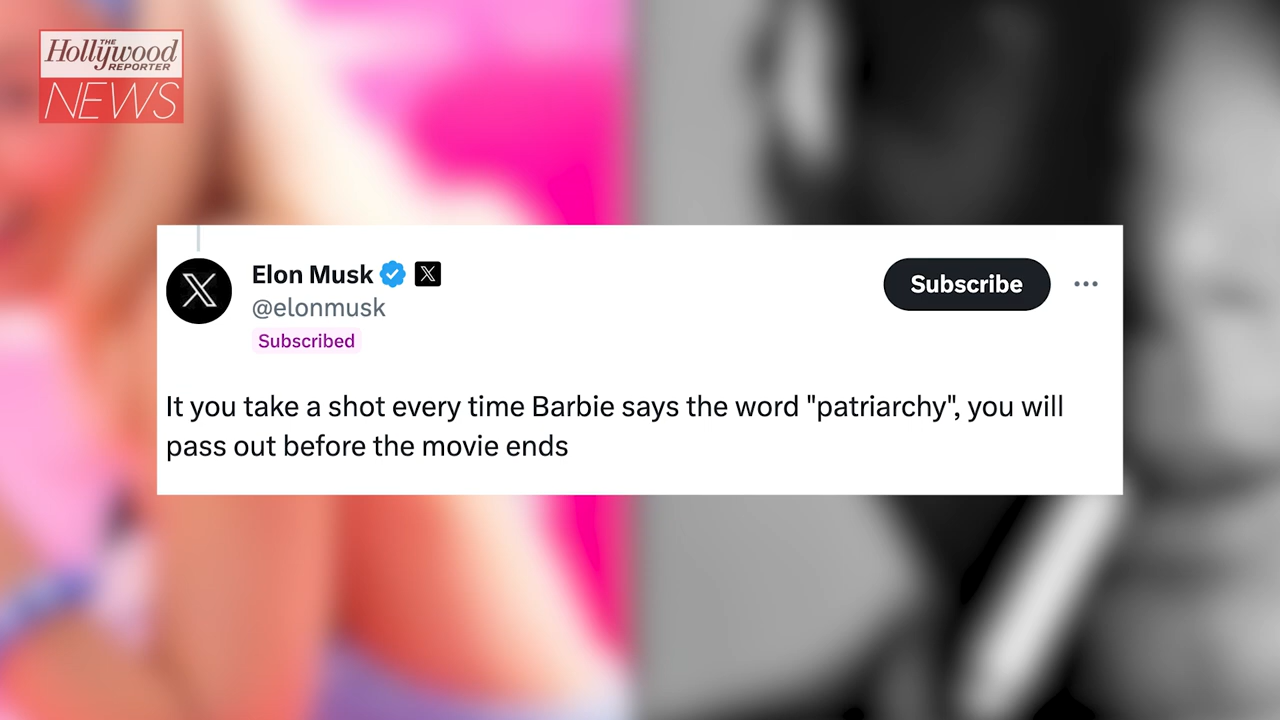 THE
Hollywood
REPORTER
NEWS
Elon Musk
@elonmusk
Subscribed
Subscribe
It you take a shot every time Barbie says the word "patriarchy", you will
pass out before the movie ends